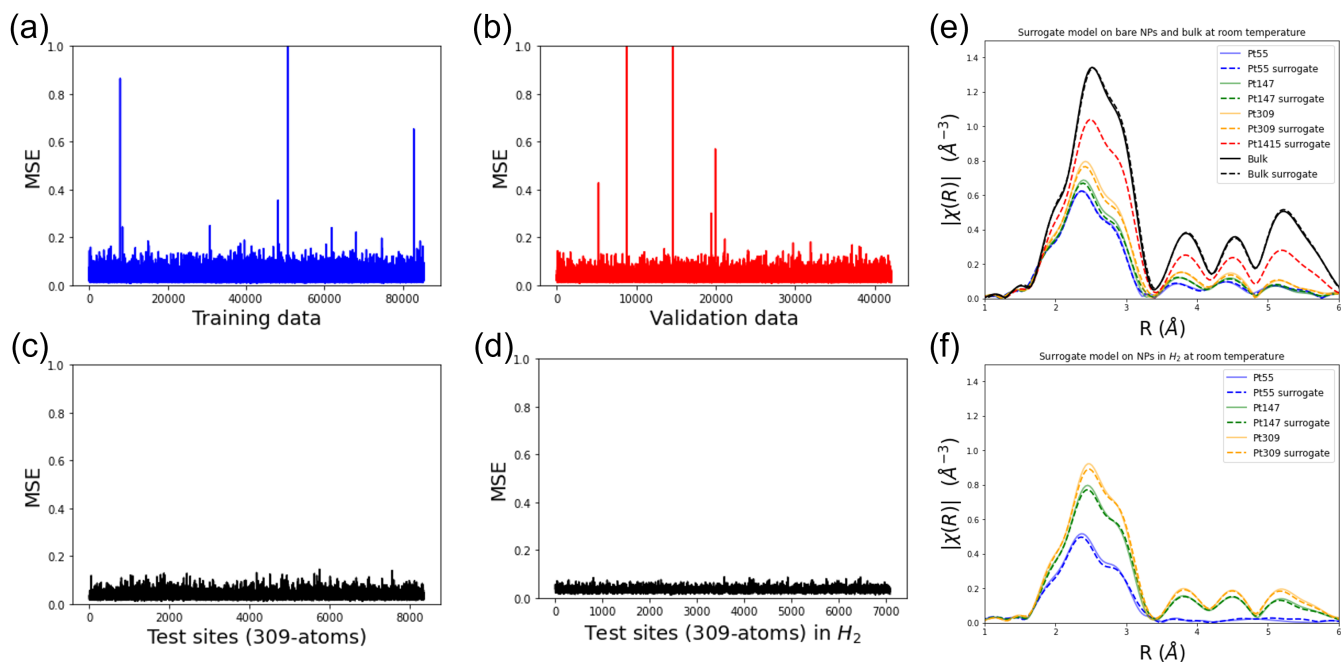 (a)
1.0
0.8
0.6
0.4
0.2
0.0
MSE
0 20000 40000 60000 80000
Training data
(b)
1.0
0.8
0.6
0.4
0.2
0.0
MSE
0 10000 20000 30000 40000
Validation data
(c)
1.0
0.8
0.6
0.4
0.2
0.0
MSE
0 2000 4000 6000 8000
Test sites (309-atoms)
(d)
1.0
0.8
0.6
0.4
0.2
0.0
MSE
0 1000 2000 3000 4000 5000 6000 7000
Test sites (309-atoms) in H₂
(e)
Surrogate model on bare NPs and bulk at room temperature
Pt55
Pt55 surrogate
Pt147
Pt147 surrogate
Pt309
Pt309 surrogate
Pt1415 surrogate
Bulk
Bulk surrogate
1.4
1.2
1.0
0.8
0.6
0.4
0.2
0.0
|χ(R)| (Å⁻³)
1 2 3 4 5 6
R (Å)
(f)
Surrogate model on NPs in H₂ at room temperature
Pt55
Pt55 surrogate
Pt147
Pt147 surrogate
Pt309
Pt309 surrogate
1.4
1.2
1.0
0.8
0.6
0.4
0.2
0.0
|χ(R)| (Å⁻³)
1 2 3 4 5 6
R (Å)